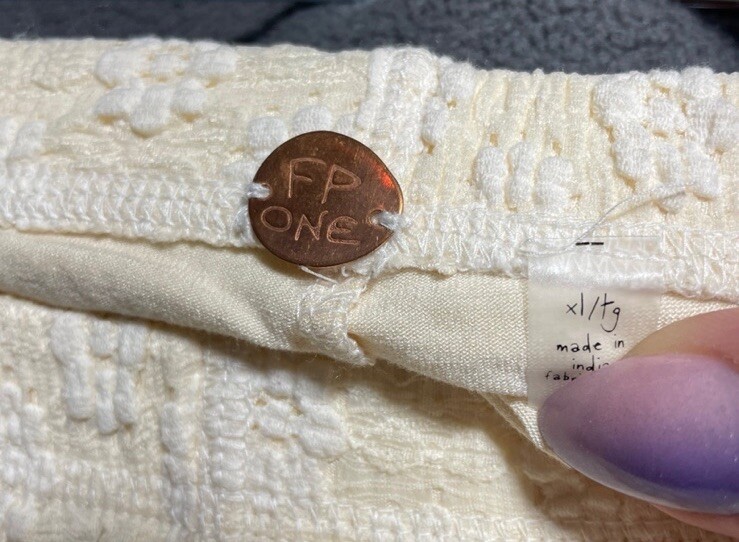 FP
ONE
xl/tg
made in